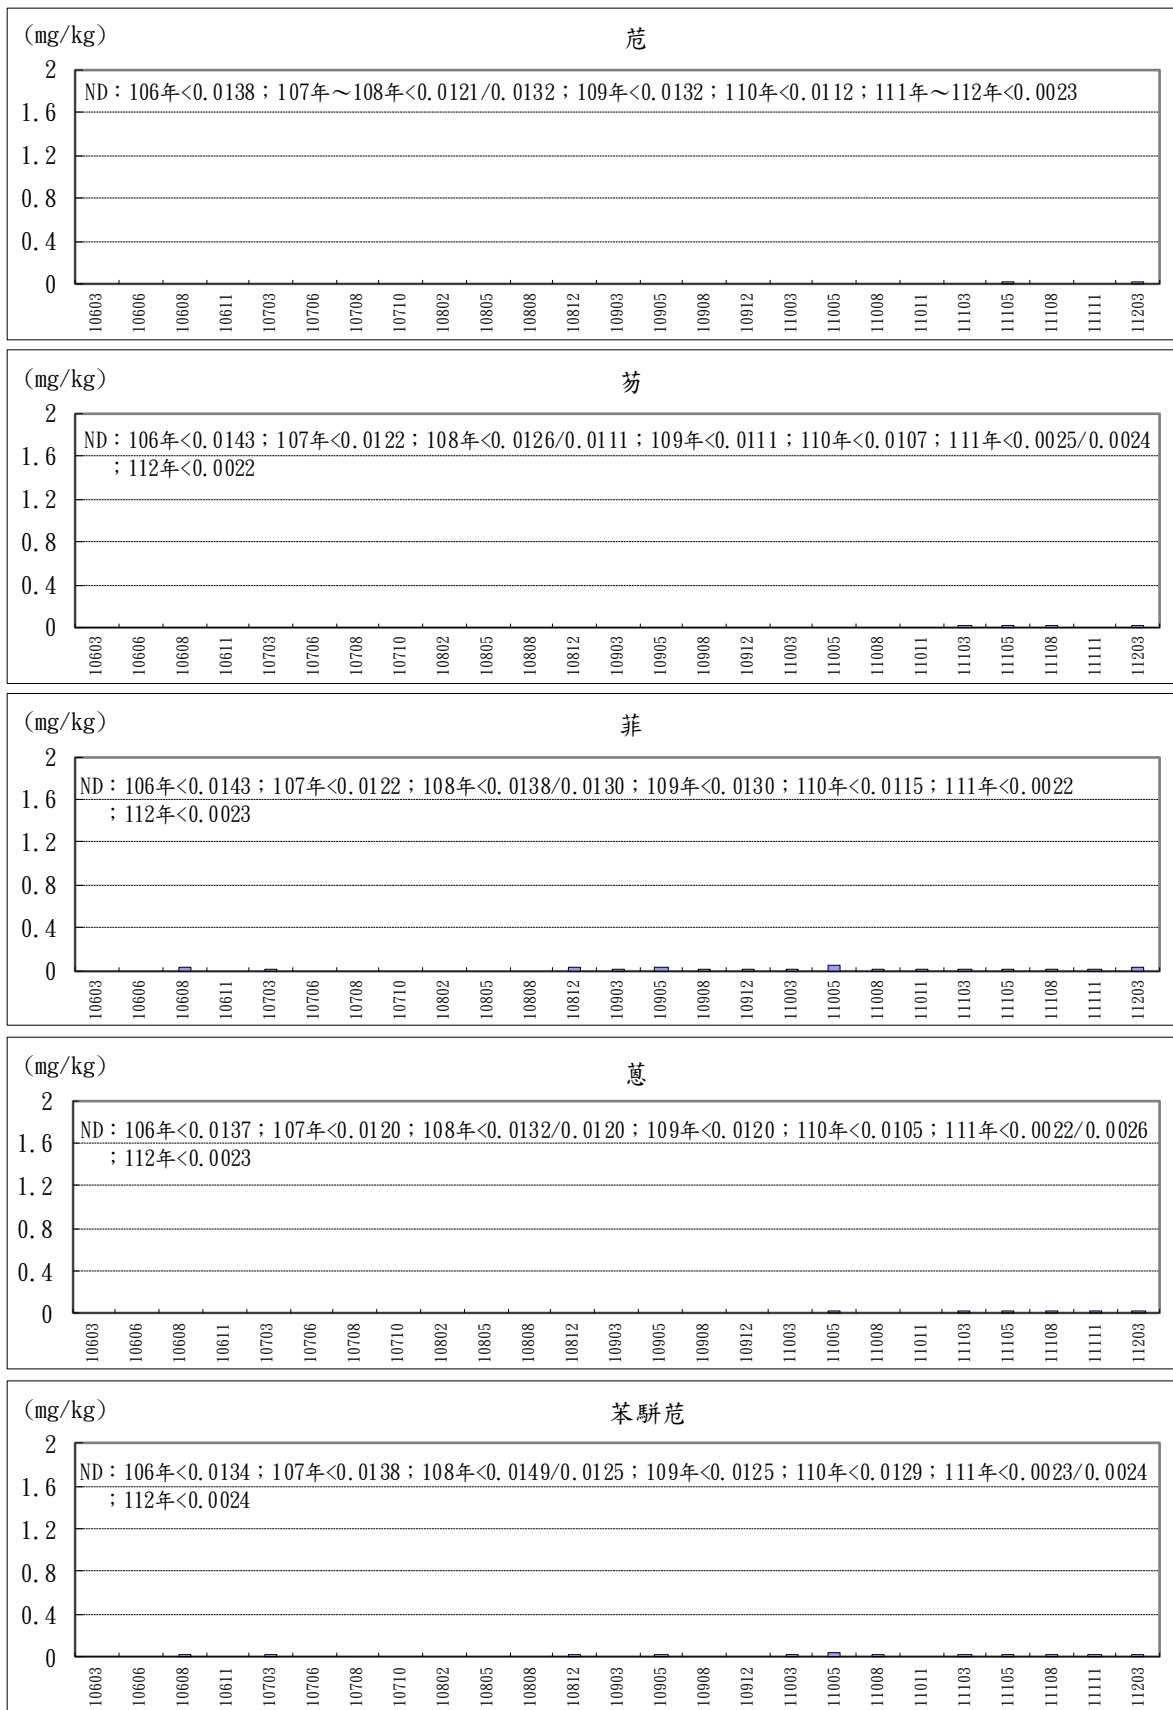 (mg/kg)
苊
2
ND：106年<0.0138；107年～108年<0.0121/0.0132；109年<0.0132；110年<0.0112；111年～112年<0.0023
1.6
1.2
0.8
0.4
0
10603 10606 10608 10611 10703 10706 10708 10710 10802 10805 10808 10812 10903 10905 10908 10912 11003 11005 11008 11011 11103 11105 11108 11111 11203
(mg/kg)
芴
2
ND：106年<0.0143；107年<0.0122；108年<0.0126/0.0111；109年<0.0111；110年<0.0107；111年<0.0025/0.0024
1.6
；112年<0.0022
1.2
0.8
0.4
0
10603 10606 10608 10611 10703 10706 10708 10710 10802 10805 10808 10812 10903 10905 10908 10912 11003 11005 11008 11011 11103 11105 11108 11111 11203
(mg/kg)
菲
2
ND：106年<0.0143；107年<0.0122；108年<0.0138/0.0130；109年<0.0130；110年<0.0115；111年<0.0022
1.6
；112年<0.0023
1.2
0.8
0.4
0
10603 10606 10608 10611 10703 10706 10708 10710 10802 10805 10808 10812 10903 10905 10908 10912 11003 11005 11008 11011 11103 11105 11108 11111 11203
(mg/kg)
蒽
2
ND：106年<0.0137；107年<0.0120；108年<0.0132/0.0120；109年<0.0120；110年<0.0105；111年<0.0022/0.0026
1.6
；112年<0.0023
1.2
0.8
0.4
0
10603 10606 10608 10611 10703 10706 10708 10710 10802 10805 10808 10812 10903 10905 10908 10912 11003 11005 11008 11011 11103 11105 11108 11111 11203
(mg/kg)
苯駢苊
2
ND：106年<0.0134；107年<0.0138；108年<0.0149/0.0125；109年<0.0125；110年<0.0129；111年<0.0023/0.0024
1.6
；112年<0.0024
1.2
0.8
0.4
0
10603 10606 10608 10611 10703 10706 10708 10710 10802 10805 10808 10812 10903 10905 10908 10912 11003 11005 11008 11011 11103 11105 11108 11111 11203